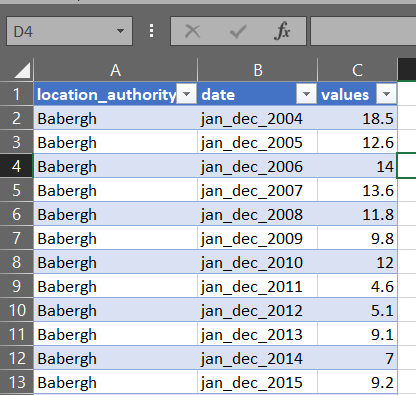 D4 fx
A B C
1 location_authority date values
2 Babergh jan_dec_2004 18.5
3 Babergh jan_dec_2005 12.6
4 Babergh jan_dec_2006 14
5 Babergh jan_dec_2007 13.6
6 Babergh jan_dec_2008 11.8
7 Babergh jan_dec_2009 9.8
8 Babergh jan_dec_2010 12
9 Babergh jan_dec_2011 4.6
10 Babergh jan_dec_2012 5.1
11 Babergh jan_dec_2013 9.1
12 Babergh jan_dec_2014 7
13 Babergh jan_dec_2015 9.2